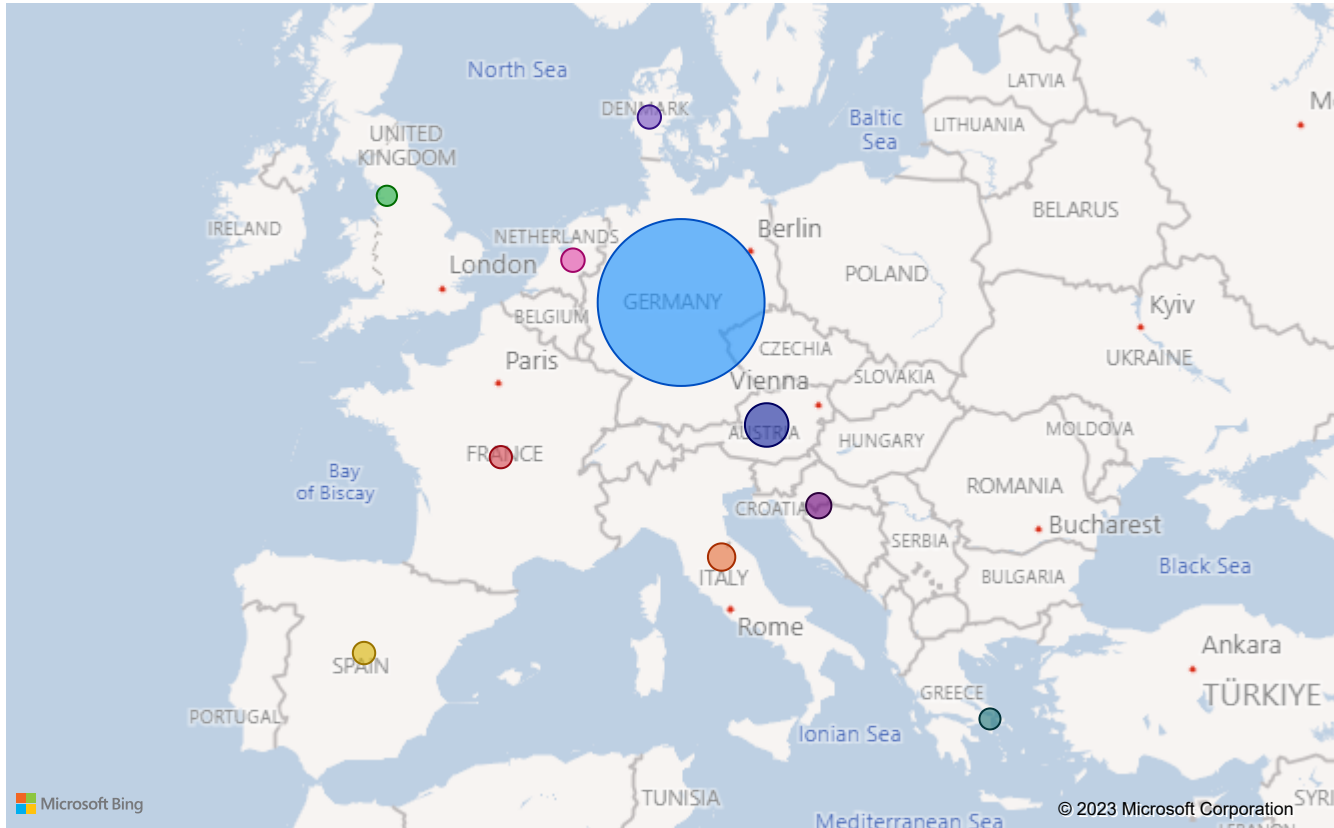 North Sea
LATVIA
M
DENMARK
Baltic
Sea
LITHUANIA
UNITED
KINGDOM
BELARUS
IRELAND
NETHERLANDS
Berlin
London
POLAND
GERMANY
Kyiv
BELGIUM
CZECHIA
UKRAINE
Paris
Vienna
SLOVAKIA
AUSTRIA
HUNGARY
MOLDOVA
FRANCE
Bay
of Biscay
ROMANIA
CROATIA
Bucharest
SERBIA
Black Sea
ITALY
BULGARIA
Rome
Ankara
SPAIN
GREECE
TÜRKIYE
PORTUGAL
Ionian Sea
TUNISIA
SYRI
Microsoft Bing
© 2023 Microsoft Corporation
Mediterranean Sea
LEBANON